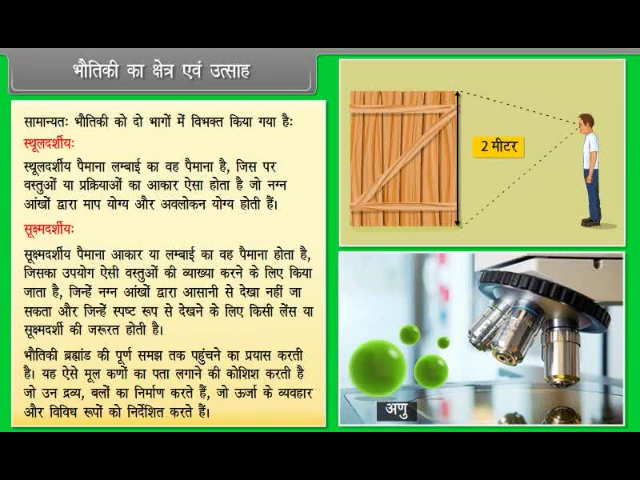 भौतिकी का क्षेत्र एवं उत्साह
सामान्यतः भौतिकी को दो भागों में विभक्त किया गया हैः
स्थूलदर्शीयः
स्थूलदर्शीय पैमाना लम्बाई का वह पैमाना है, जिस पर
वस्तुओं या प्रक्रियाओं का आकार ऐसा होता है जो नग्न
आंखों द्वारा माप योग्य और अवलोकन योग्य होती हैं।
सूक्ष्मदर्शीयः
सूक्ष्मदर्शीय पैमाना आकार या लम्बाई का वह पैमाना होता है,
जिसका उपयोग ऐसी वस्तुओं की व्याख्या करने के लिए किया
जाता है, जिन्हें नग्न आंखों द्वारा आसानी से देखा नहीं जा
सकता और जिन्हें स्पष्ट रूप से देखने के लिए किसी लेंस या
सूक्ष्मदर्शी की जरूरत होती है।
भौतिकी ब्रह्मांड की पूर्ण समझ तक पहुंचने का प्रयास करती
है। यह ऐसे मूल कणों का पता लगाने की कोशिश करती है
जो उन द्रव्य, बलों का निर्माण करते हैं, जो ऊर्जा के व्यवहार
और विविध रूपों को निर्देशित करते हैं।
2 मीटर
अणु